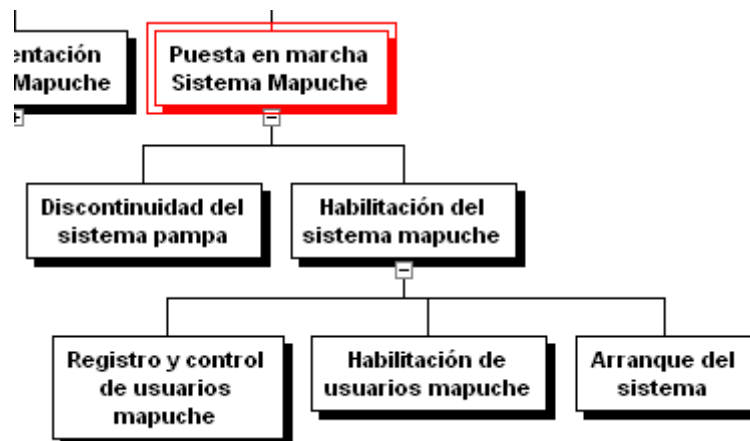 entación
Mapuche
Puesta en marcha
Sistema Mapuche
Discontinuidad del
sistema pampa
Habilitación del
sistema mapuche
Registro y control
de usuarios
mapuche
Habilitación de
usuarios mapuche
Arranque del
sistema